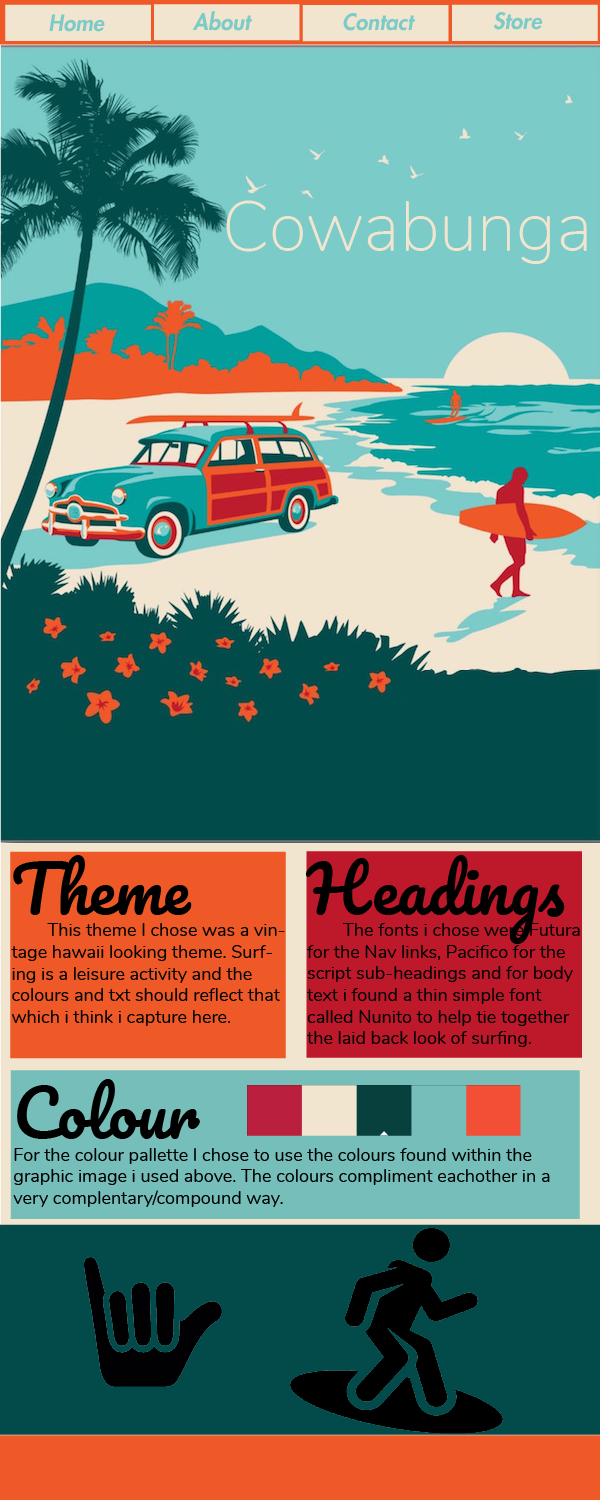 Home About Contact Store
Cowabunga
Theme
This theme I chose was a vin-
tage hawaii looking theme. Surf-
ing is a leisure activity and the
colours and txt should reflect that
which i think i capture here.
Headings
The fonts i chose were Futura
for the Nav links, Pacifico for the
script sub-headings and for body
text i found a thin simple font
called Nunito to help tie together
the laid back look of surfing.
Colour
For the colour pallette I chose to use the colours found within the
graphic image i used above. The colours compliment eachother in a
very complentary/compound way.